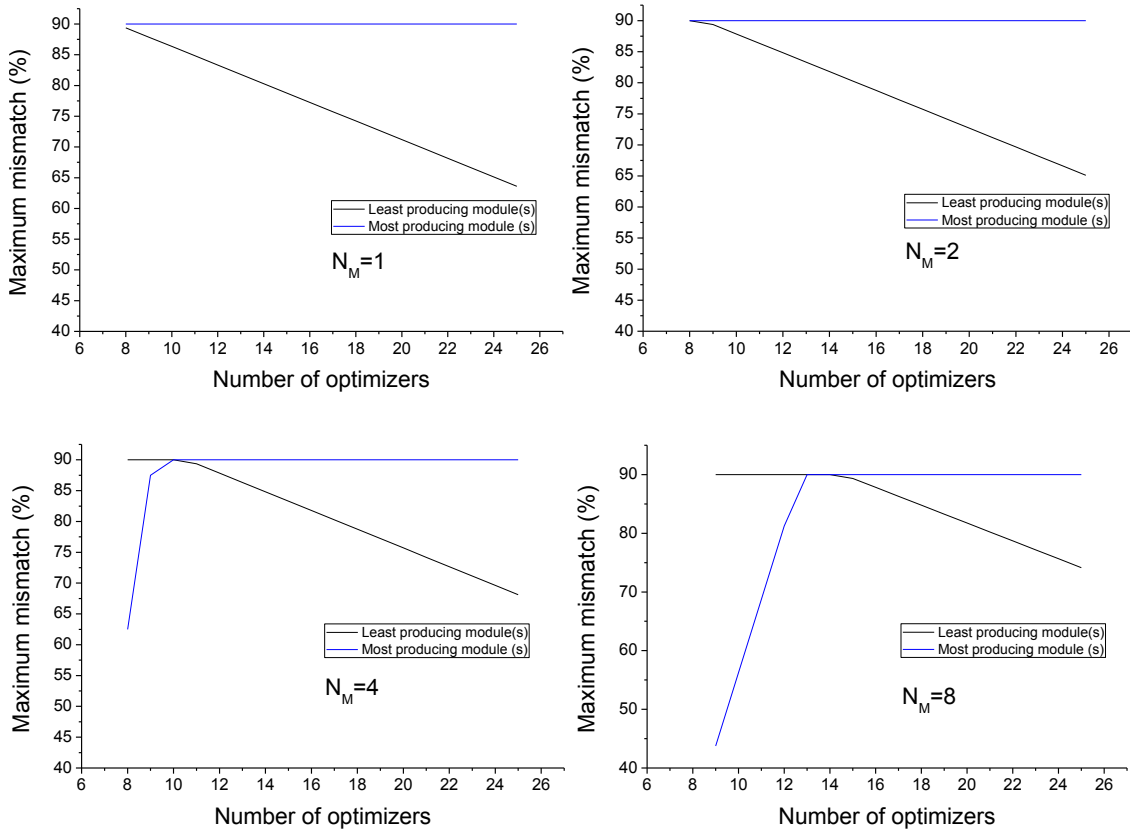 90
85
80
75
70
65
60
55
50
45
40
Maximum mismatch (%)
Least producing module(s)
Most producing module (s)
N_M=1
6 8 10 12 14 16 18 20 22 24 26
Number of optimizers
90
85
80
75
70
65
60
55
50
45
40
Maximum mismatch (%)
Least producing module(s)
Most producing module (s)
N_M=2
6 8 10 12 14 16 18 20 22 24 26
Number of optimizers
90
85
80
75
70
65
60
55
50
45
40
Maximum mismatch (%)
Least producing module(s)
Most producing module (s)
N_M=4
6 8 10 12 14 16 18 20 22 24 26
Number of optimizers
90
80
70
60
50
40
Maximum mismatch (%)
Least producing module(s)
Most producing module (s)
N_M=8
6 8 10 12 14 16 18 20 22 24 26
Number of optimizers